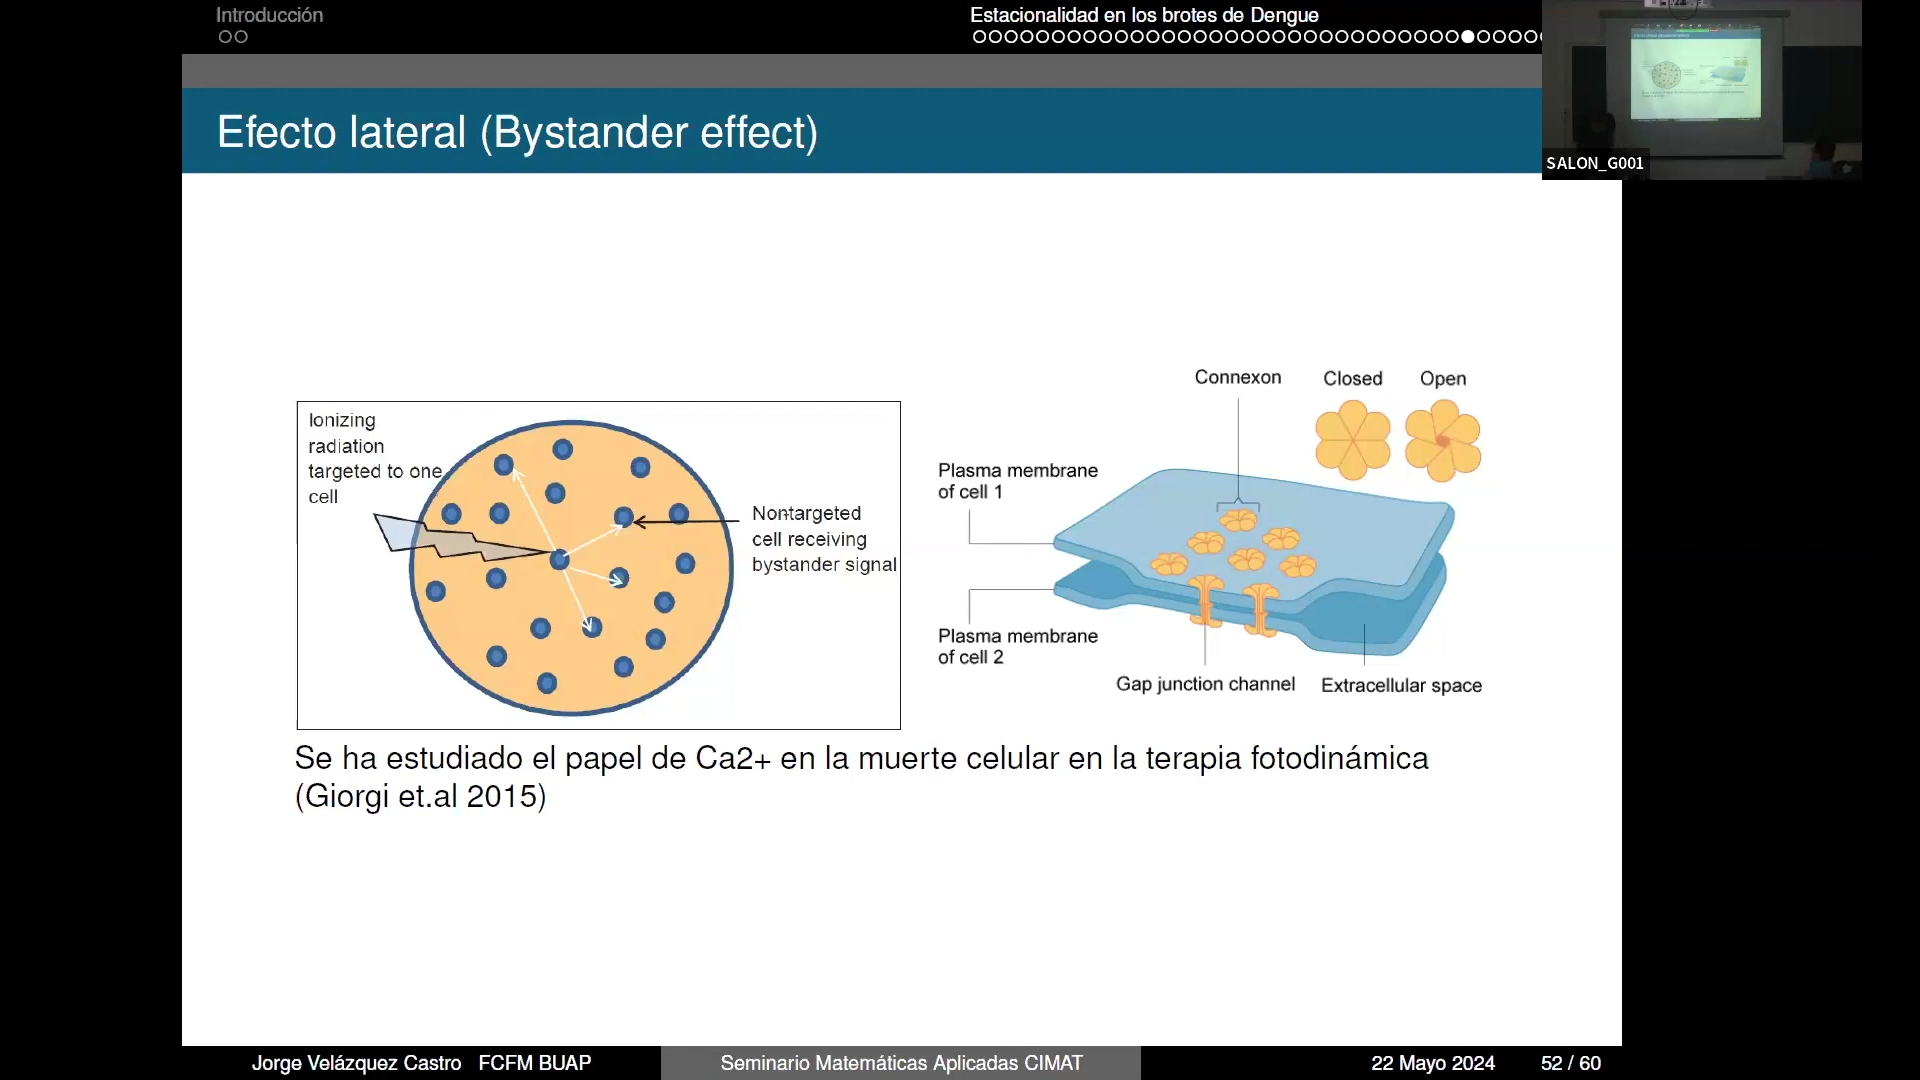 Introducción
Estacionalidad en los brotes de Dengue
SALON_G001
Efecto lateral (Bystander effect)
Ionizing
radiation
targeted to one
cell
Nontargeted
cell receiving
bystander signal
Connexon
Closed
Open
Plasma membrane
of cell 1
Plasma membrane
of cell 2
Gap junction channel
Extracellular space
Se ha estudiado el papel de Ca2+ en la muerte celular en la terapia fotodinámica
(Giorgi et.al 2015)
Jorge Velázquez Castro FCFM BUAP
Seminario Matemáticas Aplicadas CIMAT
22 Mayo 2024
52 / 60